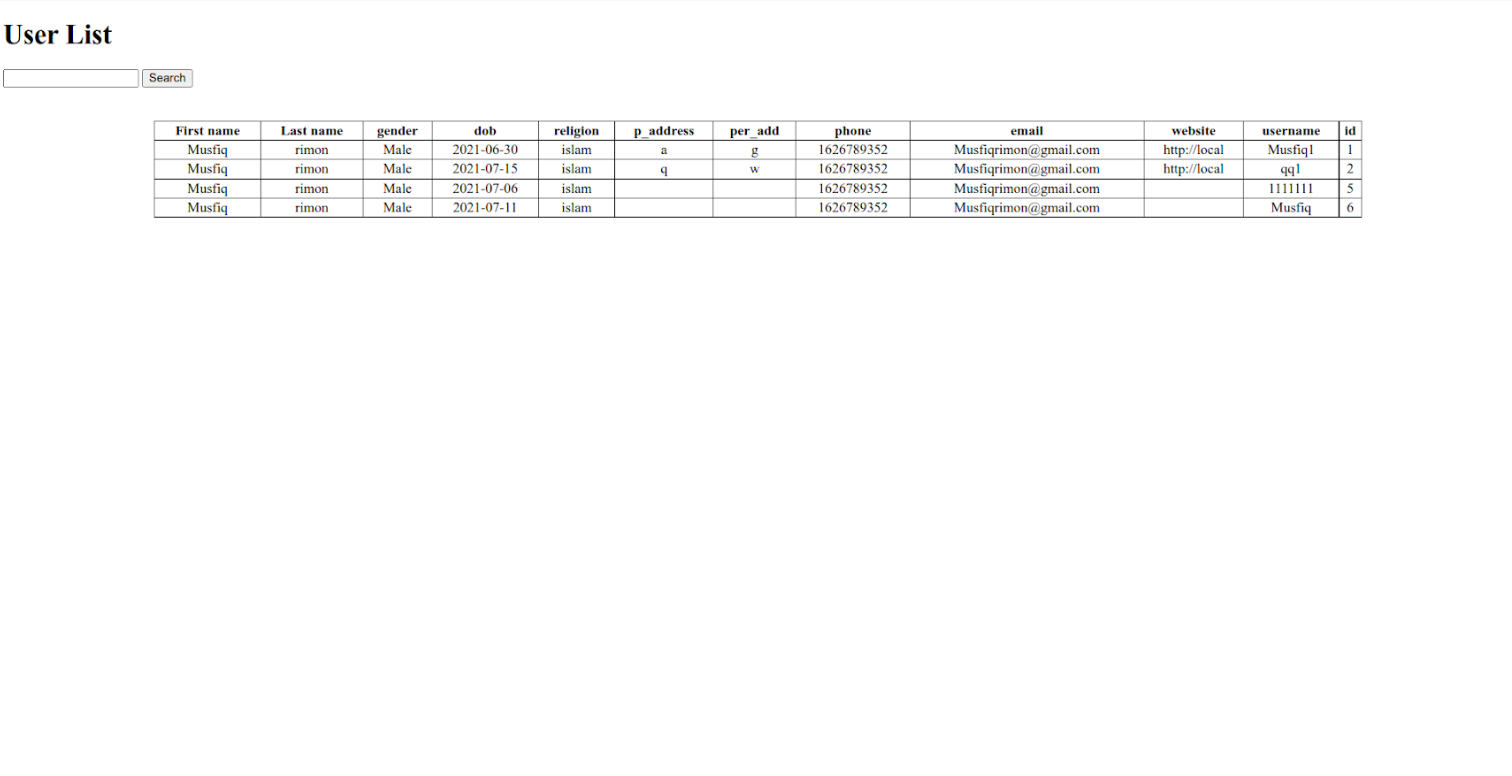 User List
Search
First name Last name gender dob religion p_address per_add phone email website username id
Musfiq rimon Male 2021-06-30 islam a g 1626789352 Musfiqrimon@gmail.com http://local Musfiq1 1
Musfiq rimon Male 2021-07-15 islam q w 1626789352 Musfiqrimon@gmail.com http://local qq1 2
Musfiq rimon Male 2021-07-06 islam 1626789352 Musfiqrimon@gmail.com 1111111 5
Musfiq rimon Male 2021-07-11 islam 1626789352 Musfiqrimon@gmail.com Musfiq 6